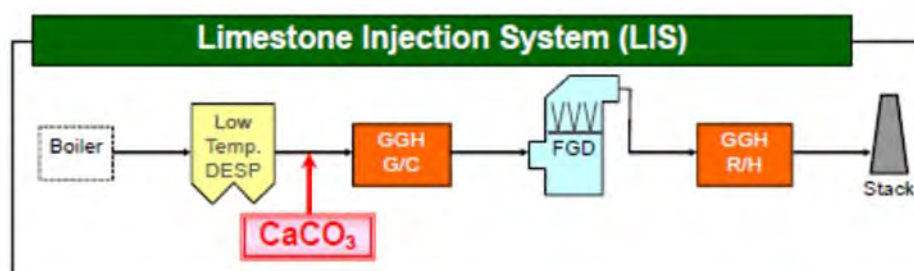 Limestone Injection System (LIS)
Boiler
Low
Temp.
DESP
GGH
G/C
FGD
GGH
R/H
Stack
CaCO₃